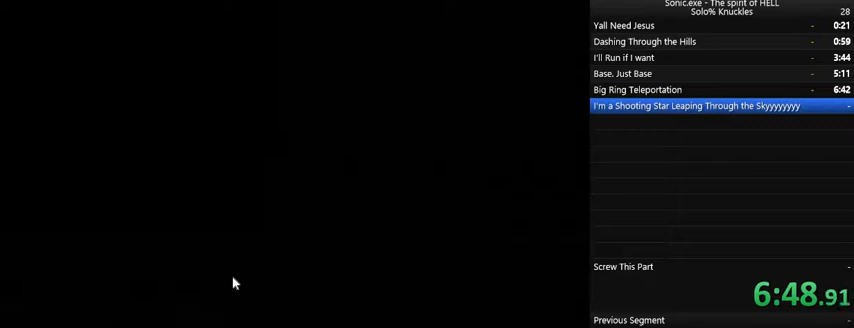 Sonic.exe - The spirit of HELL
Solo% Knuckles 28
Yall Need Jesus - 0:21
Dashing Through the Hills - 0:59
I'll Run if I want - 3:44
Base. Just Base - 5:11
Big Ring Teleportation - 6:42
I'm a Shooting Star Leaping Through the Skyyyyyyyy -
Screw This Part -
6:48.91
Previous Segment -